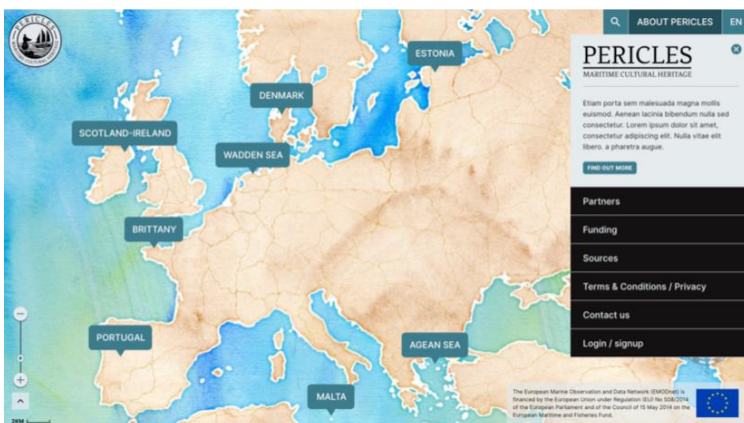 ABOUT PERICLES
EN
ESTONIA
DENMARK
SCOTLAND-IRELAND
WADDEN SEA
BRITTANY
PORTUGAL
AGEAN SEA
MALTA
PERICLES
MARITIME CULTURAL HERITAGE
Etiam porta sem malesuada magna mollis
euismod. Aenean lacinia bibendum nulla sed
consectetur. Lorem ipsum dolor sit amet,
consectetur adipiscing elit. Nulla vitae elit
libero, a pharetra augue.
FIND OUT MORE
Partners
Funding
Sources
Terms & Conditions / Privacy
Contact us
Login / signup
The European Marine Observation and Data Network (EMODnet) is
financed by the European Union under Regulation (EU) No 508/2014
of the European Parliament and of the Council of 15 May 2014 on the
European Maritime and Fisheries Fund.
PERICLES